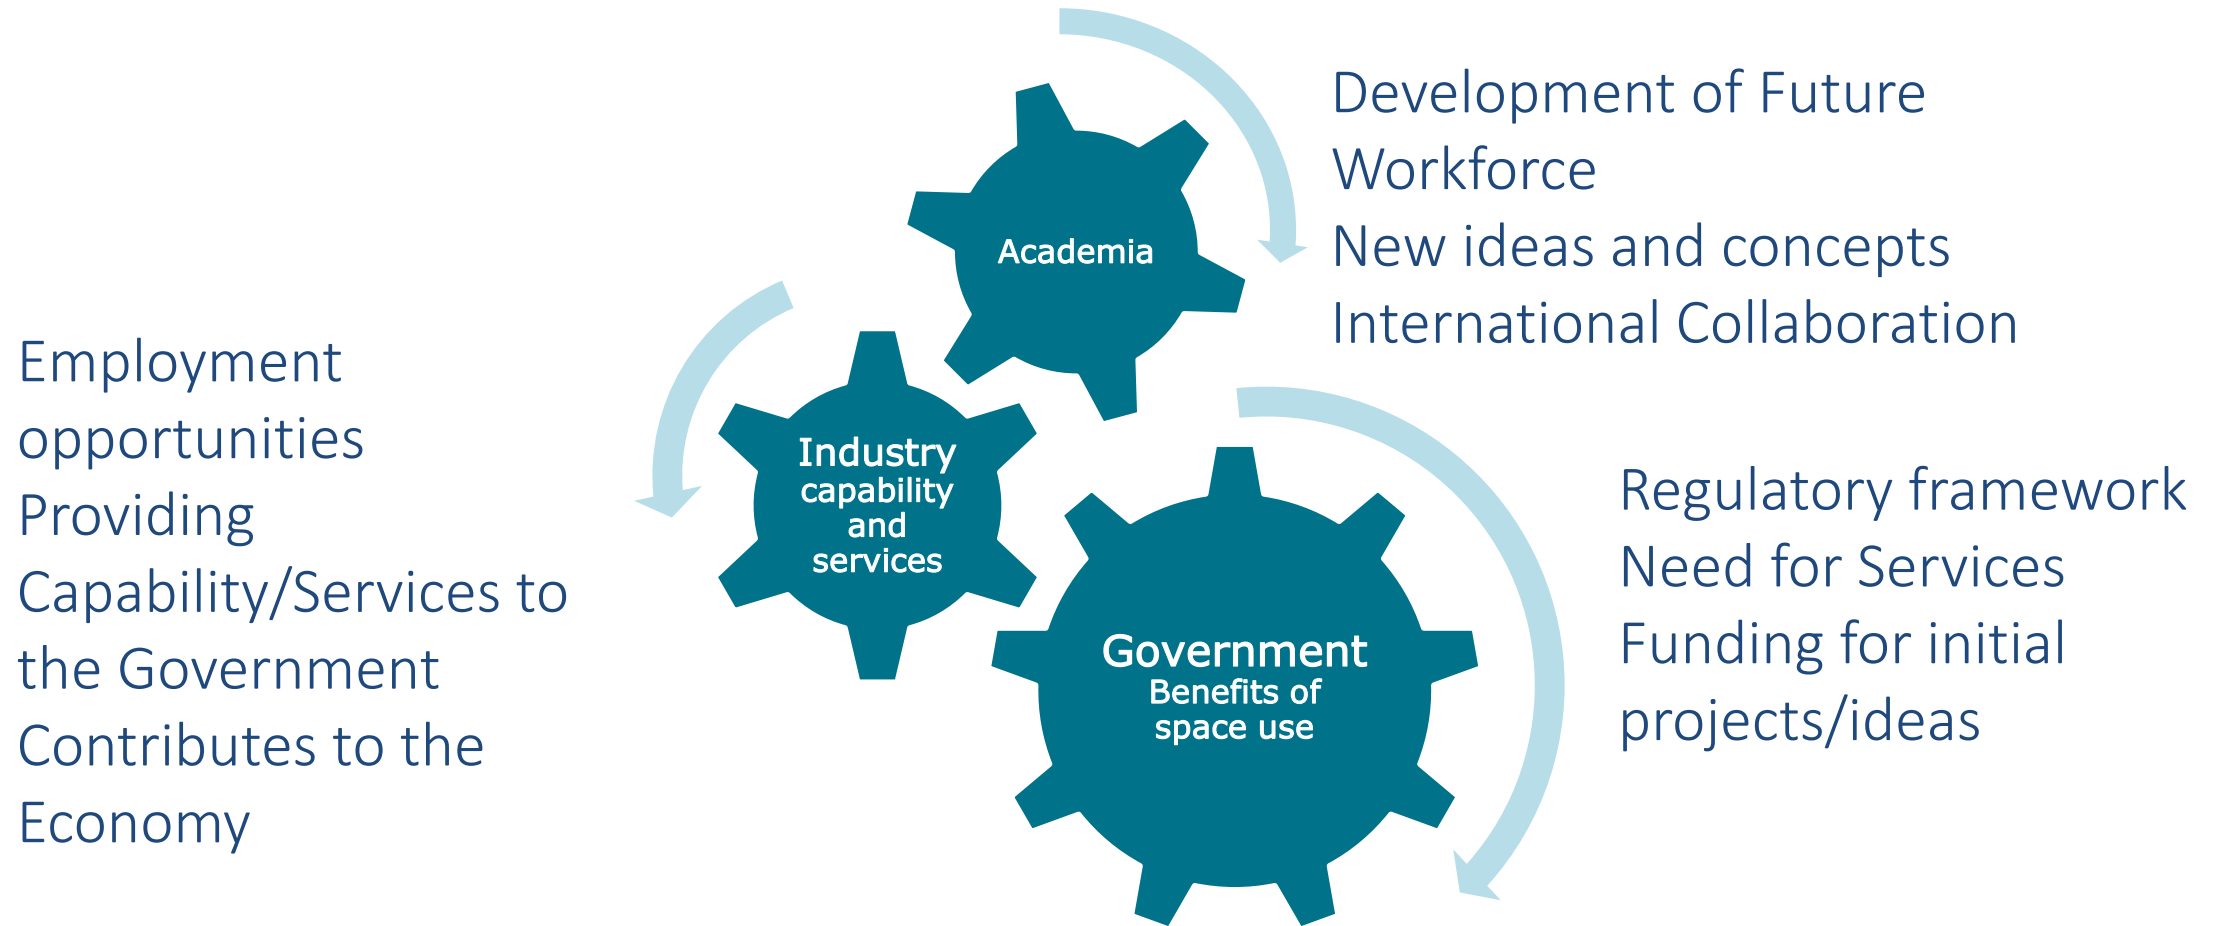 Development of Future
Workforce
New ideas and concepts
International Collaboration
Academia
Employment
opportunities
Providing
Capability/Services to
the Government
Contributes to the
Economy
Industry
capability
and
services
Regulatory framework
Need for Services
Funding for initial
projects/ideas
Government
Benefits of
space use